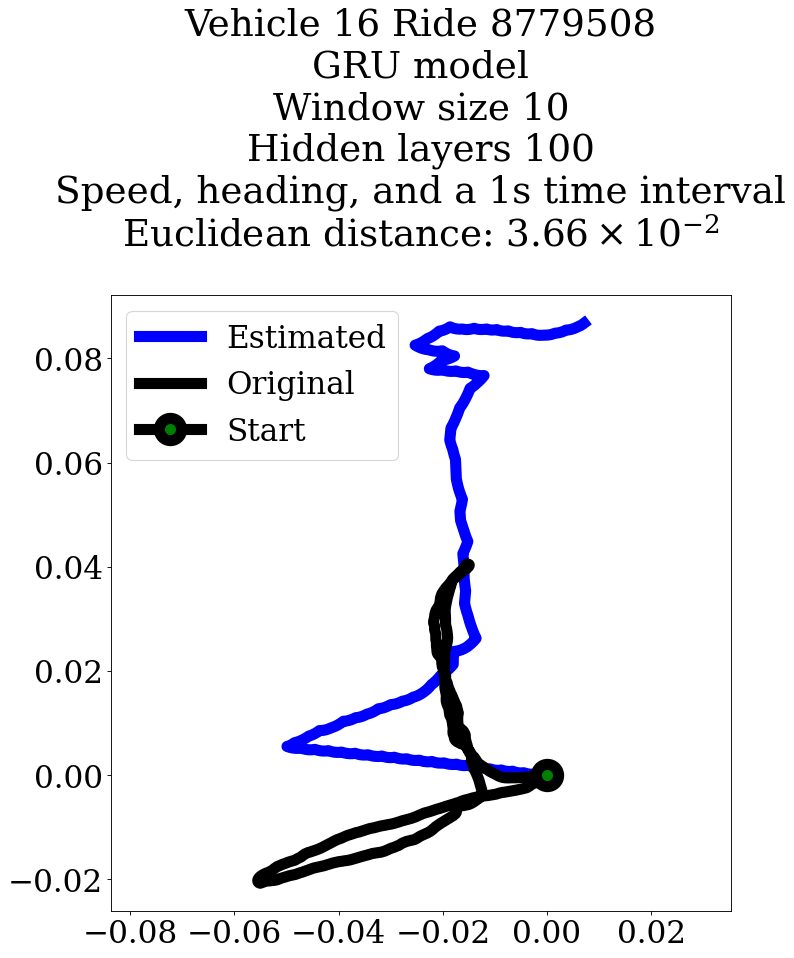 Vehicle 16 Ride 8779508
GRU model
Window size 10
Hidden layers 100
Speed, heading, and a 1s time interval
Euclidean distance: 3.66 × 10⁻²
Estimated
Original
Start
0.08
0.06
0.04
0.02
0.00
−0.02
−0.08 −0.06 −0.04 −0.02 0.00 0.02